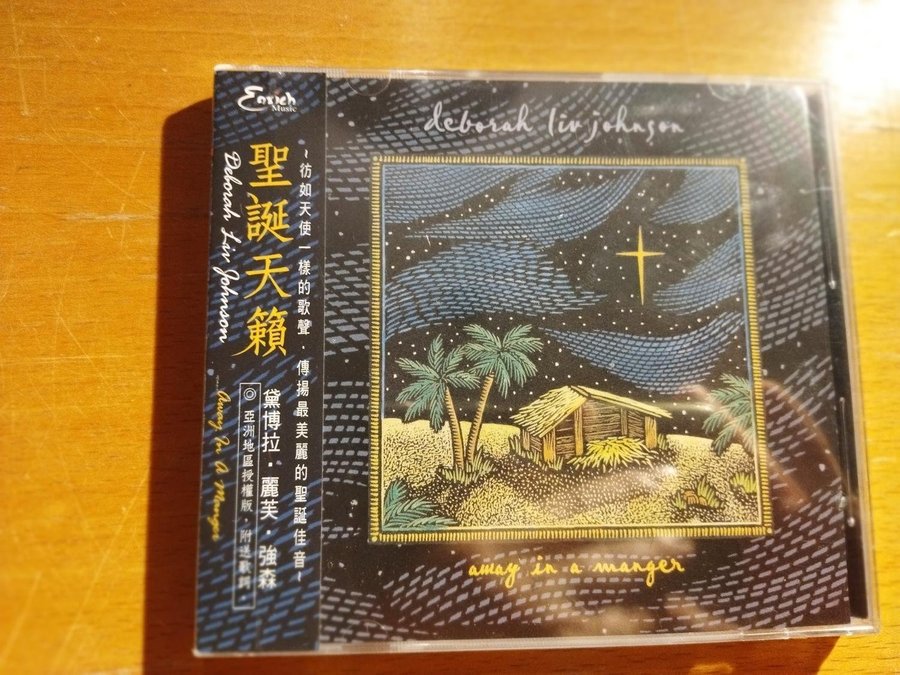 Enrich
Music
聖誕天籟
Deborah Liv Johnson
... Away In A Manger
~彷如天使一樣的歌聲．傳揚最美麗的聖誕佳音~
黛博拉．麗芙．強森
◎亞洲地區授權版．附送歌詞．
deborah liv johnson
away in a manger